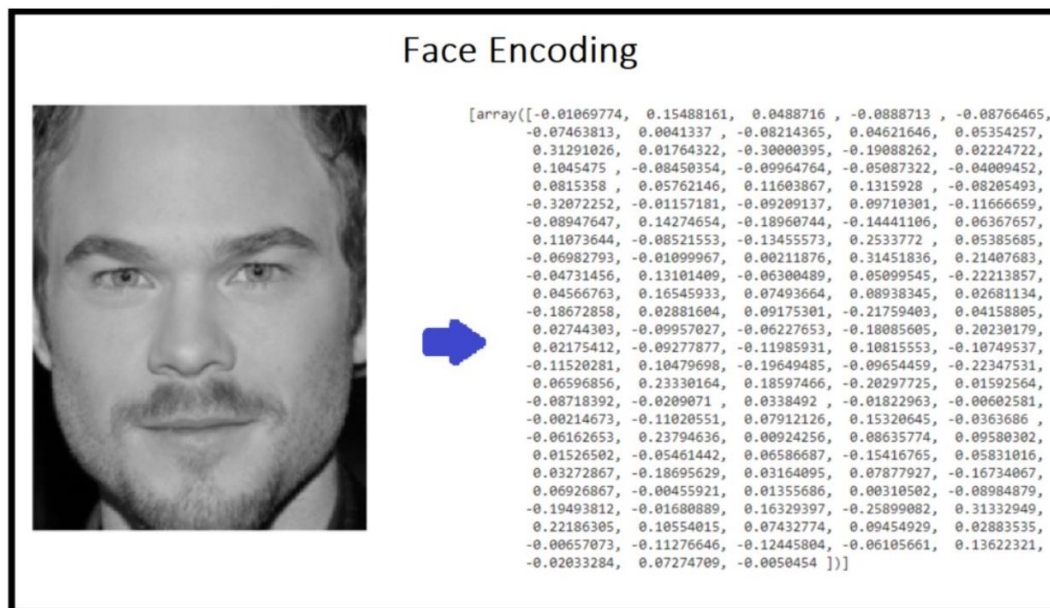 Face Encoding
[array([-0.01069774, 0.15488161, 0.0488716 , -0.0888713 , -0.08766465,
-0.07463813, 0.0041337 , -0.08214365, 0.04621646, 0.05354257,
0.31291026, 0.01764322, -0.30000395, -0.19088262, 0.02224722,
0.1045475 , -0.08450354, -0.09964764, -0.05087322, -0.04009452,
0.0815358 , 0.05762146, 0.11603867, 0.1315928 , -0.08205493,
-0.32072252, -0.01157181, -0.09209137, 0.09710301, -0.11666659,
-0.08947647, 0.14274654, -0.18960744, -0.14441106, 0.06367657,
0.11073644, -0.08521553, -0.13455573, 0.2533772 , 0.05385685,
-0.06982793, -0.01099967, 0.00211876, 0.31451836, 0.21407683,
-0.04731456, 0.13101409, -0.06300489, 0.05099545, -0.22213857,
0.04566763, 0.16545933, 0.07493664, 0.08938345, 0.02681134,
-0.18672858, 0.02881604, 0.09175301, -0.21759403, 0.04158805,
0.02744303, -0.09957027, -0.06227653, -0.18085605, 0.20230179,
0.02175412, -0.09277877, -0.11985931, 0.10815553, -0.10749537,
-0.11520281, 0.10479698, -0.19649485, -0.09654459, -0.22347531,
0.06596856, 0.23330164, 0.18597466, -0.20297725, 0.01592564,
-0.08718392, -0.0209071 , 0.0338492 , -0.01822963, -0.00602581,
-0.00214673, -0.11020551, 0.07912126, 0.15320645, -0.0363686 ,
-0.06162653, 0.23794636, 0.00924256, 0.08635774, 0.09580302,
0.01526502, -0.05461442, 0.06586687, -0.15416765, 0.05831016,
0.03272867, -0.18695629, 0.03164095, 0.07877927, -0.16734067,
0.06926867, -0.00455921, 0.01355686, 0.00310502, -0.08984879,
-0.19493812, -0.01680889, 0.16329397, -0.25899082, 0.31332949,
0.22186305, 0.10554015, 0.07432774, 0.09454929, 0.02883535,
-0.00657073, -0.11276646, -0.12445804, -0.06105661, 0.13622321,
-0.02033284, 0.07274709, -0.0050454 ])]